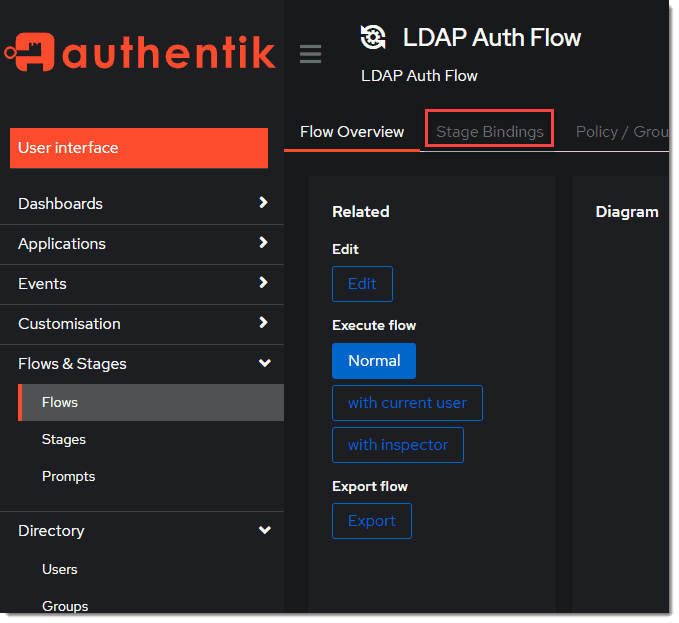 authentik
User interface
Dashboards
Applications
Events
Customisation
Flows & Stages
Flows
Stages
Prompts
Directory
Users
Groups
LDAP Auth Flow
LDAP Auth Flow
Flow Overview
Stage Bindings
Policy / Grou
Related
Edit
Edit
Execute flow
Normal
with current user
with inspector
Export flow
Export
Diagram